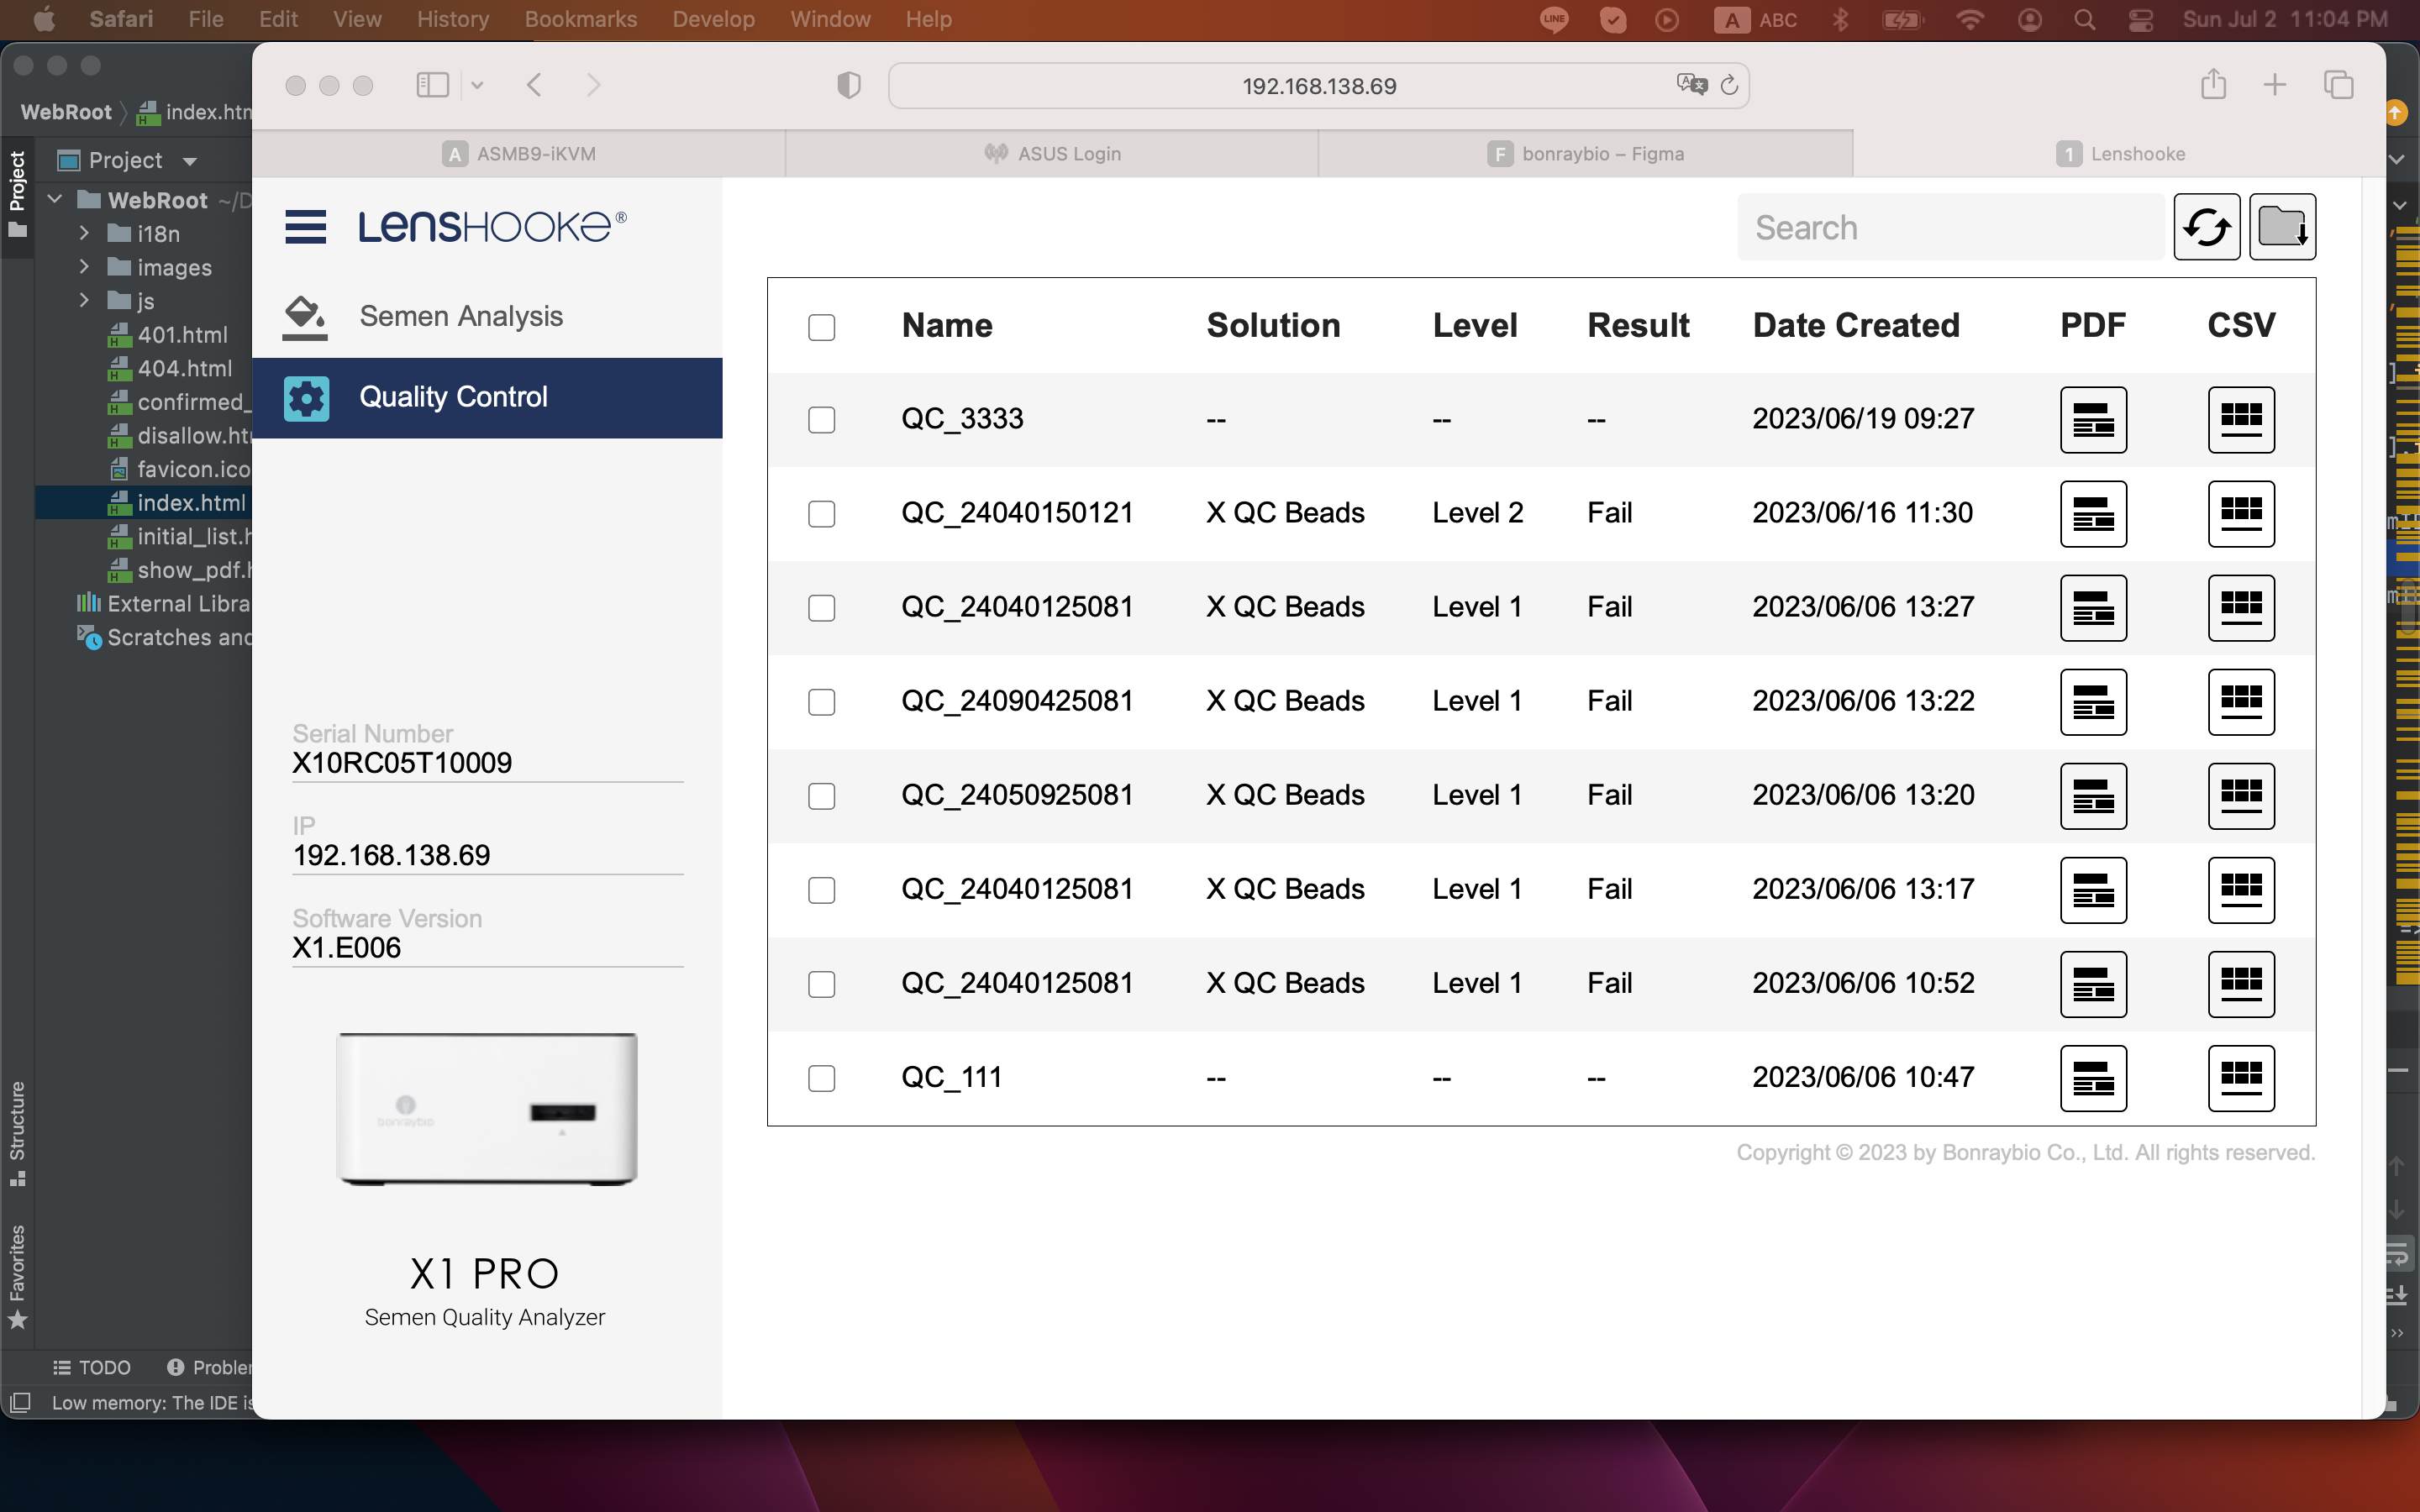 Safari File Edit View History Bookmarks Develop Window Help
LINE A ABC Sun Jul 2 11:04 PM
192.168.138.69
A ASMB9-iKVM
ASUS Login
F bonraybio – Figma
1 Lenshooke
WebRoot
Project
Project
WebRoot ~/D
i18n
images
js
401.html
404.html
favicon.ico
index.html
External Libra
Scratches and
Structure
Favorites
TODO
Low memory: The IDE is
LENSHOOKE®
Semen Analysis
Quality Control
Serial Number
X10RC05T10009
IP
192.168.138.69
Software Version
X1.E006
bonraybio
X1 PRO
Semen Quality Analyzer
Search
Name Solution Level Result Date Created PDF CSV
QC_3333 -- -- -- 2023/06/19 09:27
QC_24040150121 X QC Beads Level 2 Fail 2023/06/16 11:30
QC_24040125081 X QC Beads Level 1 Fail 2023/06/06 13:27
QC_24090425081 X QC Beads Level 1 Fail 2023/06/06 13:22
QC_24050925081 X QC Beads Level 1 Fail 2023/06/06 13:20
QC_24040125081 X QC Beads Level 1 Fail 2023/06/06 13:17
QC_24040125081 X QC Beads Level 1 Fail 2023/06/06 10:52
QC_111 -- -- -- 2023/06/06 10:47
Copyright © 2023 by Bonraybio Co., Ltd. All rights reserved.